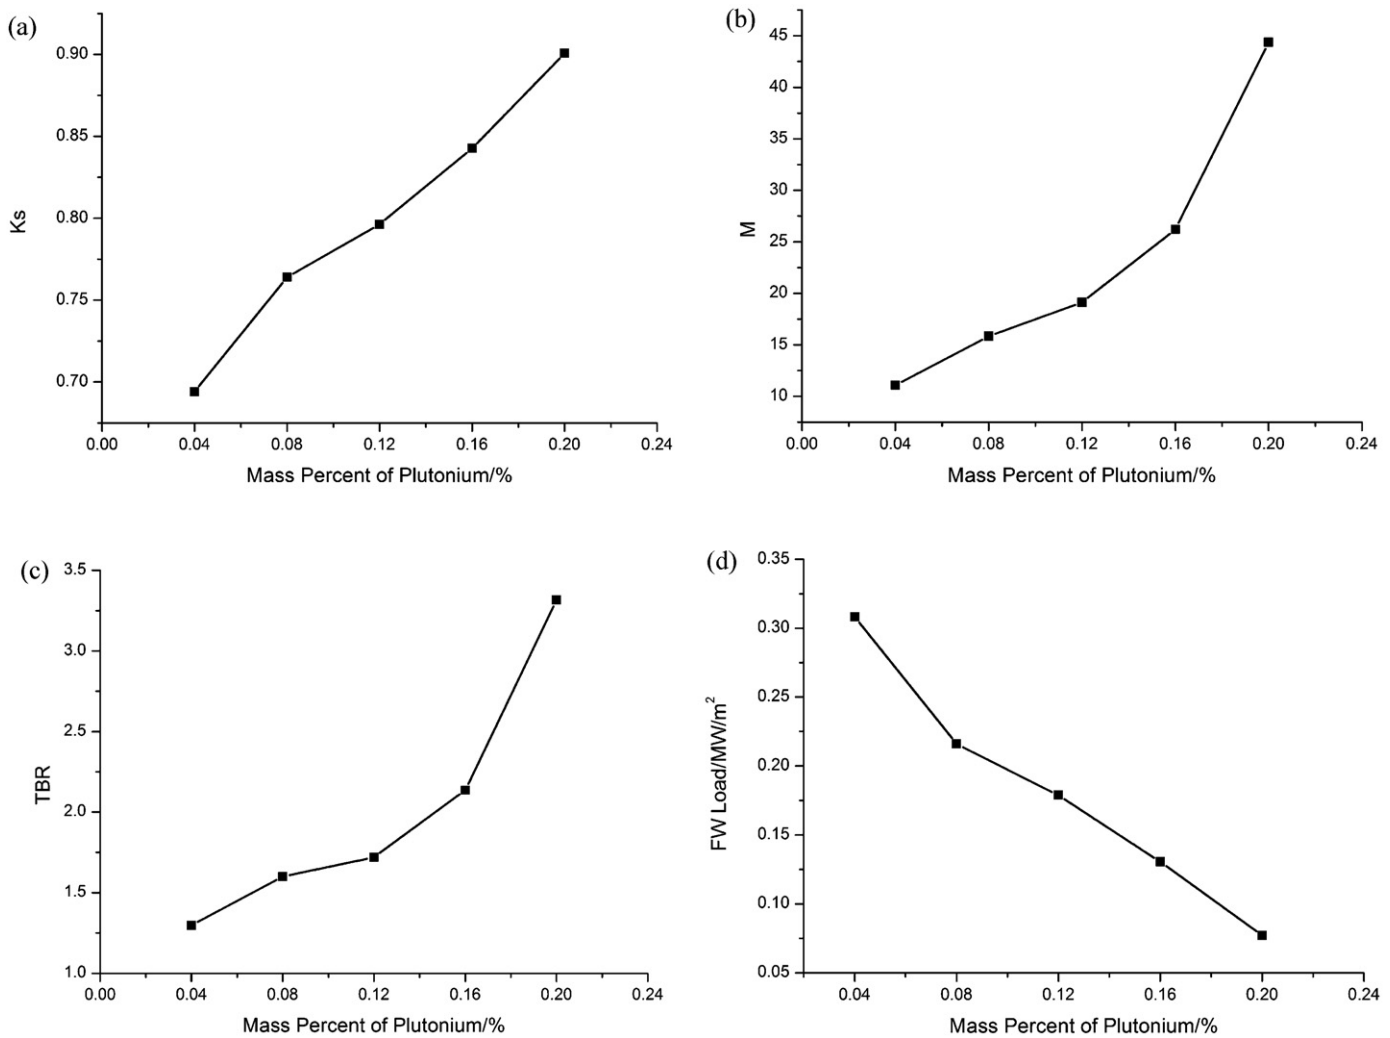 (a)
0.90
0.85
0.80
0.75
0.70
Ks
0.00 0.04 0.08 0.12 0.16 0.20 0.24
Mass Percent of Plutonium/%
(b)
45
40
35
30
25
20
15
10
M
0.00 0.04 0.08 0.12 0.16 0.20 0.24
Mass Percent of Plutonium/%
(c)
3.5
3.0
2.5
2.0
1.5
1.0
TBR
0.00 0.04 0.08 0.12 0.16 0.20 0.24
Mass Percent of Plutonium/%
(d)
0.35
0.30
0.25
0.20
0.15
0.10
0.05
FW Load/MW/m²
0.04 0.08 0.12 0.16 0.20 0.24
Mass Percent of Plutonium/%